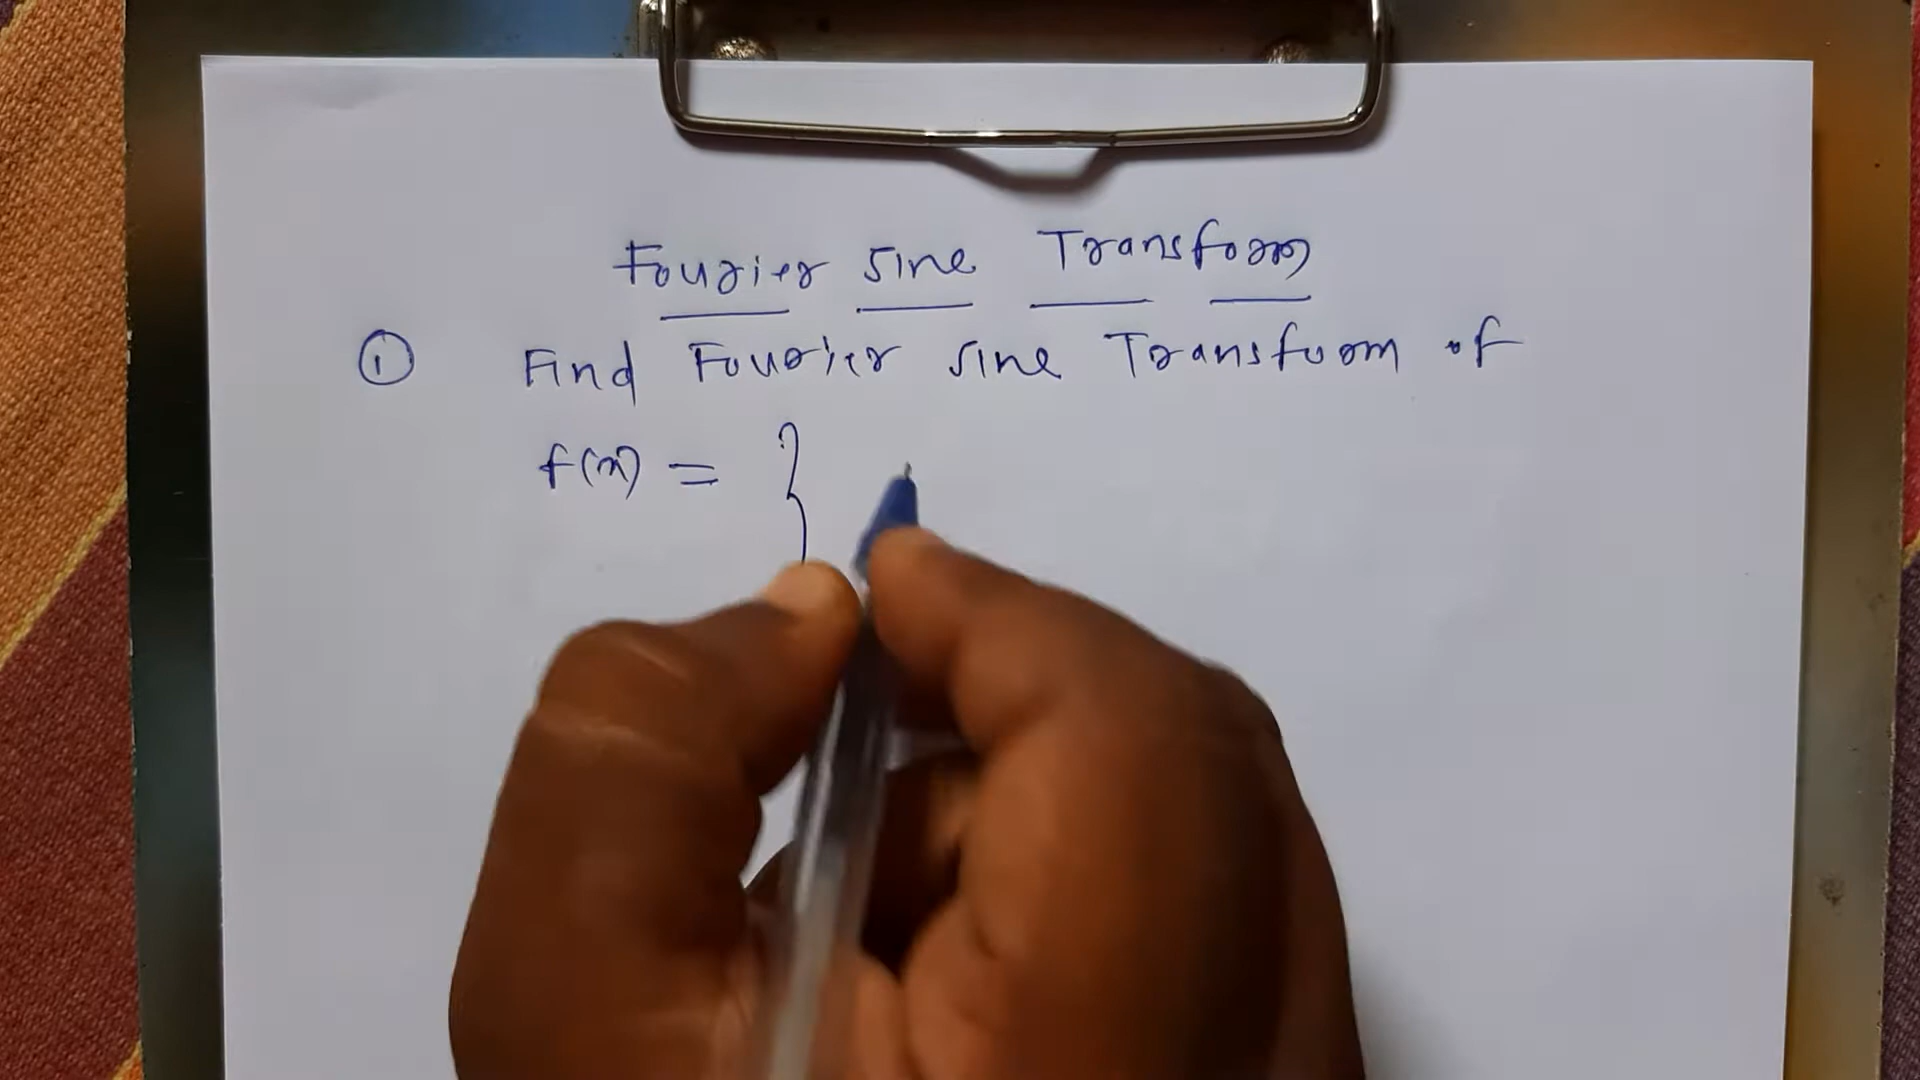 Fourier sine Transform
① Find Fourier sine Transform of
f(x) = {